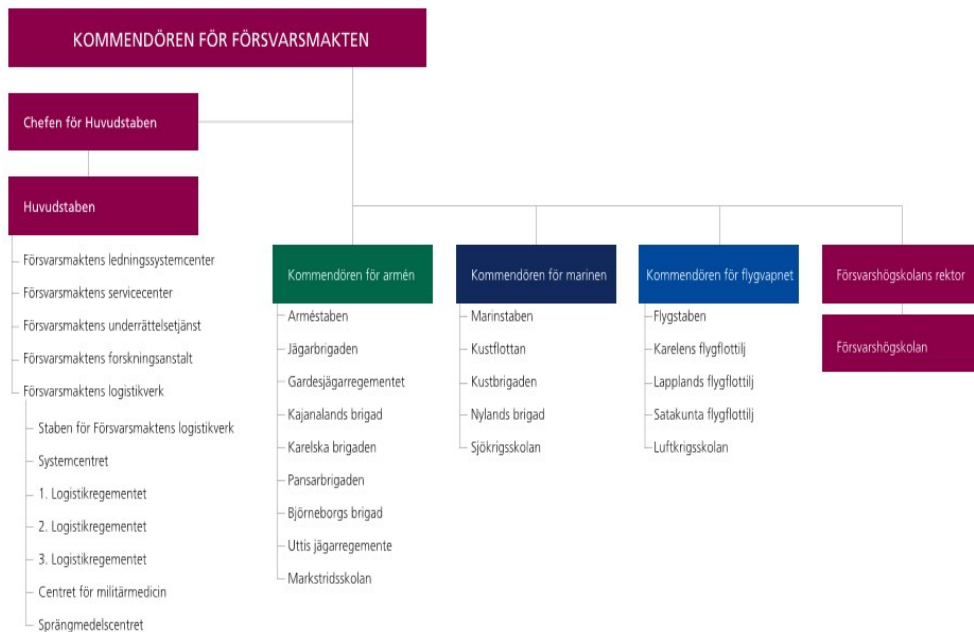 KOMMENDÖREN FÖR FÖRSVARSMAKTEN
Chefen för Huvudstaben
Huvudstaben
Försvarsmaktens ledningssystemcenter
Försvarsmaktens servicecenter
Försvarsmaktens underrättelsetjänst
Försvarsmaktens forskningsanstalt
Försvarsmaktens logistikverk
Staben för Försvarsmaktens logistikverk
Systemcentret
1. Logistikregementet
2. Logistikregementet
3. Logistikregementet
Centret för militärmedicin
Sprängmedelscentret
Kommendören för armén
Arméstaben
Jägarbrigaden
Gardesjägarregementet
Kajanalands brigad
Karelska brigaden
Pansarbrigaden
Björneborgs brigad
Uttis jägarregemente
Markstridsskolan
Kommendören för marinen
Marinstaben
Kustflottan
Kustbrigaden
Nylands brigad
Sjökrigsskolan
Kommendören för flygvapnet
Flygstaben
Karelens flygflottilj
Lapplands flygflottilj
Satakunta flygflottilj
Luftkrigsskolan
Försvarshögskolans rektor
Försvarshögskolan